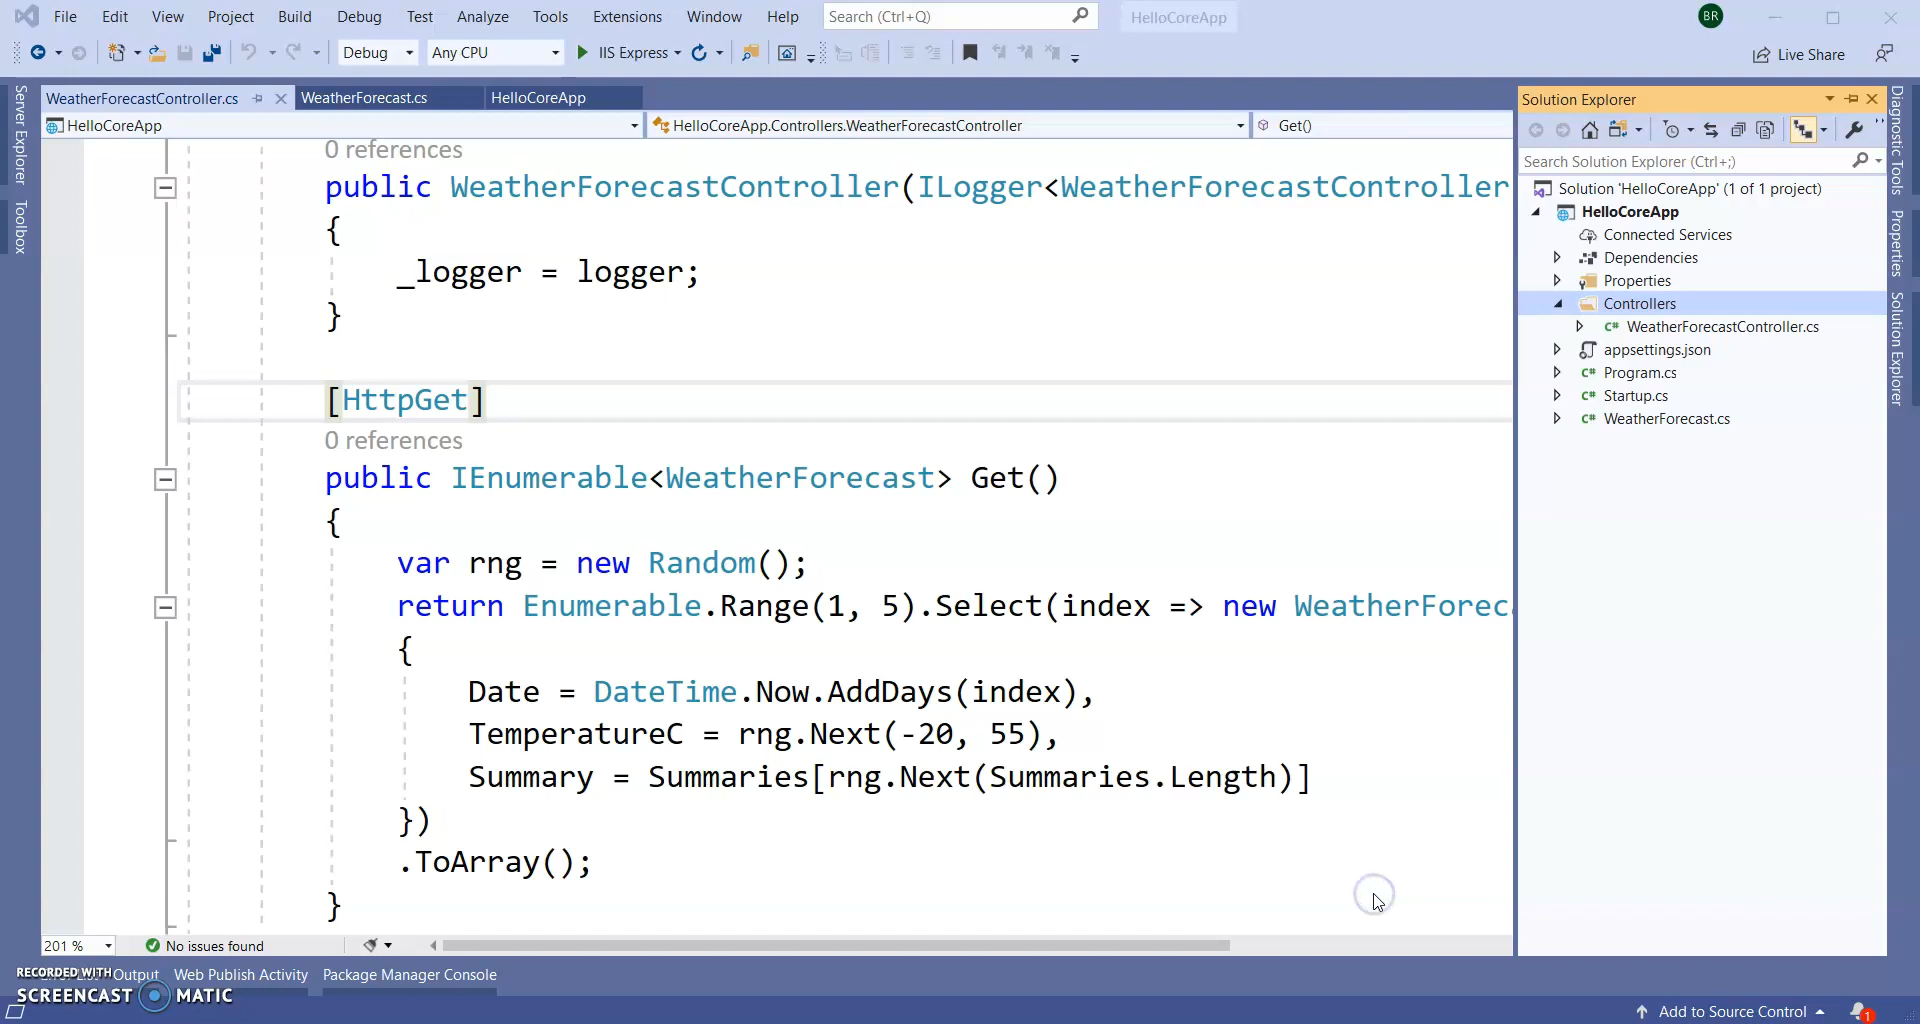 File Edit View Project Build Debug Test Analyze Tools Extensions Window Help Search (Ctrl+Q) HelloCoreApp BR
Debug Any CPU IIS Express Live Share
Server Explorer
Toolbox
WeatherForecastController.cs WeatherForecast.cs HelloCoreApp
HelloCoreApp HelloCoreApp.Controllers.WeatherForecastController Get()
0 references
public WeatherForecastController(ILogger<WeatherForecastController
{
_logger = logger;
}
[HttpGet]
0 references
public IEnumerable<WeatherForecast> Get()
{
var rng = new Random();
return Enumerable.Range(1, 5).Select(index => new WeatherForec
{
Date = DateTime.Now.AddDays(index),
TemperatureC = rng.Next(-20, 55),
Summary = Summaries[rng.Next(Summaries.Length)]
})
.ToArray();
}
201 % No issues found
Solution Explorer
Search Solution Explorer (Ctrl+;)
Solution 'HelloCoreApp' (1 of 1 project)
HelloCoreApp
Connected Services
Dependencies
Properties
Controllers
C# WeatherForecastController.cs
appsettings.json
C# Program.cs
C# Startup.cs
C# WeatherForecast.cs
Diagnostic Tools
Properties
Solution Explorer
Output Web Publish Activity Package Manager Console
RECORDED WITH
SCREENCAST MATIC
Add to Source Control 1